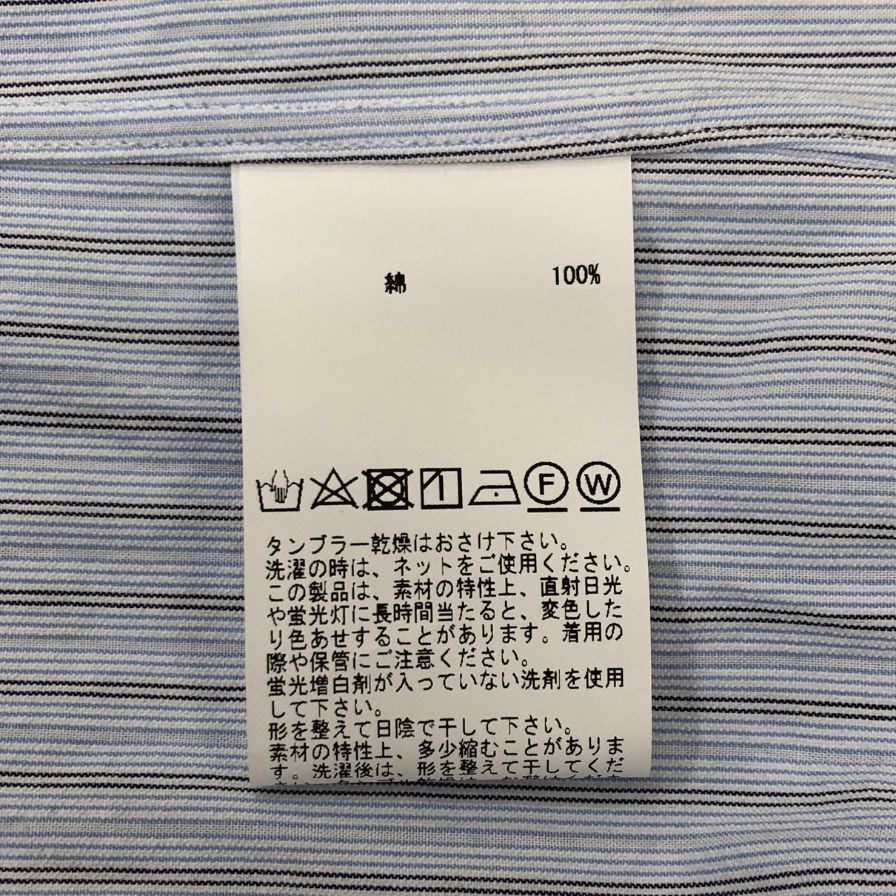 綿 100%
F W
タンブラー乾燥はおさけ下さい。
洗濯の時は、ネットをご使用ください。
この製品は、素材の特性上、直射日光
や蛍光灯に長時間当たると、変色した
り色あせすることがあります。着用の
際や保管にご注意ください。
蛍光増白剤が入っていない洗剤を使用
して下さい。
形を整えて日陰で干して下さい。
素材の特性上、多少縮むことがありま
す。洗濯後は、形を整えて干してくだ